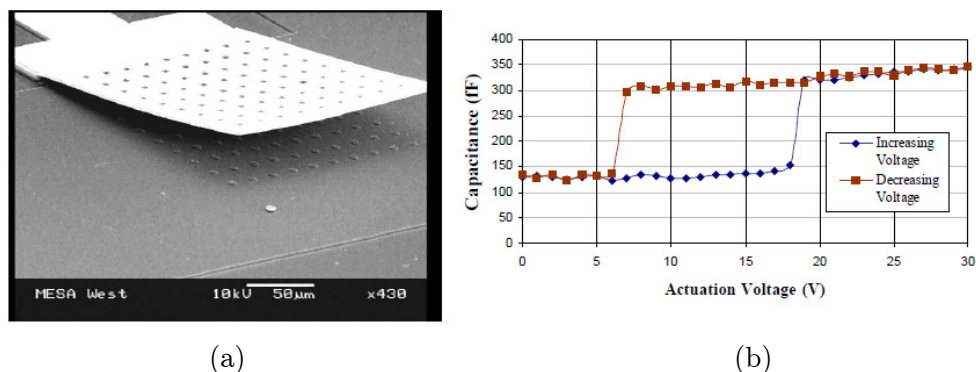 MESA West 10kV 50µm x430
(a)
400
350
300
250
200
150
100
50
0
Capacitance (fF)
0 5 10 15 20 25 30
Actuation Voltage (V)
Increasing
Voltage
Decreasing
Voltage
(b)